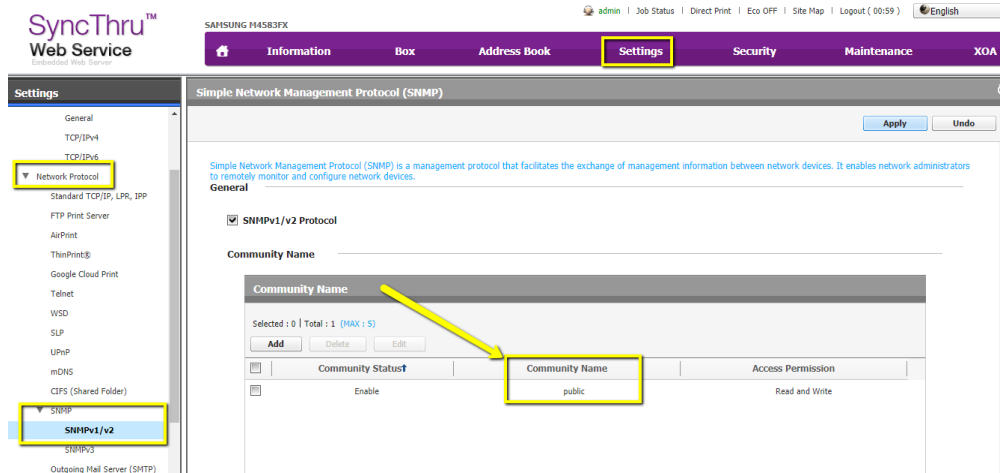 admin | Job Status | Direct Print | Eco OFF | Site Map | Logout ( 00:59 ) English
SyncThru™
Web Service
Embedded Web Server
SAMSUNG M4583FX
Information Box Address Book Settings Security Maintenance XOA
Settings
General
TCP/IPv4
TCP/IPv6
Network Protocol
Standard TCP/IP, LPR, IPP
FTP Print Server
AirPrint
ThinPrint®
Google Cloud Print
Telnet
WSD
SLP
UPnP
mDNS
CIFS (Shared Folder)
SNMP
SNMPv1/v2
SNMPv3
Outgoing Mail Server (SMTP)
Simple Network Management Protocol (SNMP)
Apply Undo
Simple Network Management Protocol (SNMP) is a management protocol that facilitates the exchange of management information between network devices. It enables network administrators
to remotely monitor and configure network devices.
General
SNMPv1/v2 Protocol
Community Name
Community Name
Selected : 0 | Total : 1 (MAX : 5)
Add Delete Edit
Community Status Community Name Access Permission
Enable public Read and Write